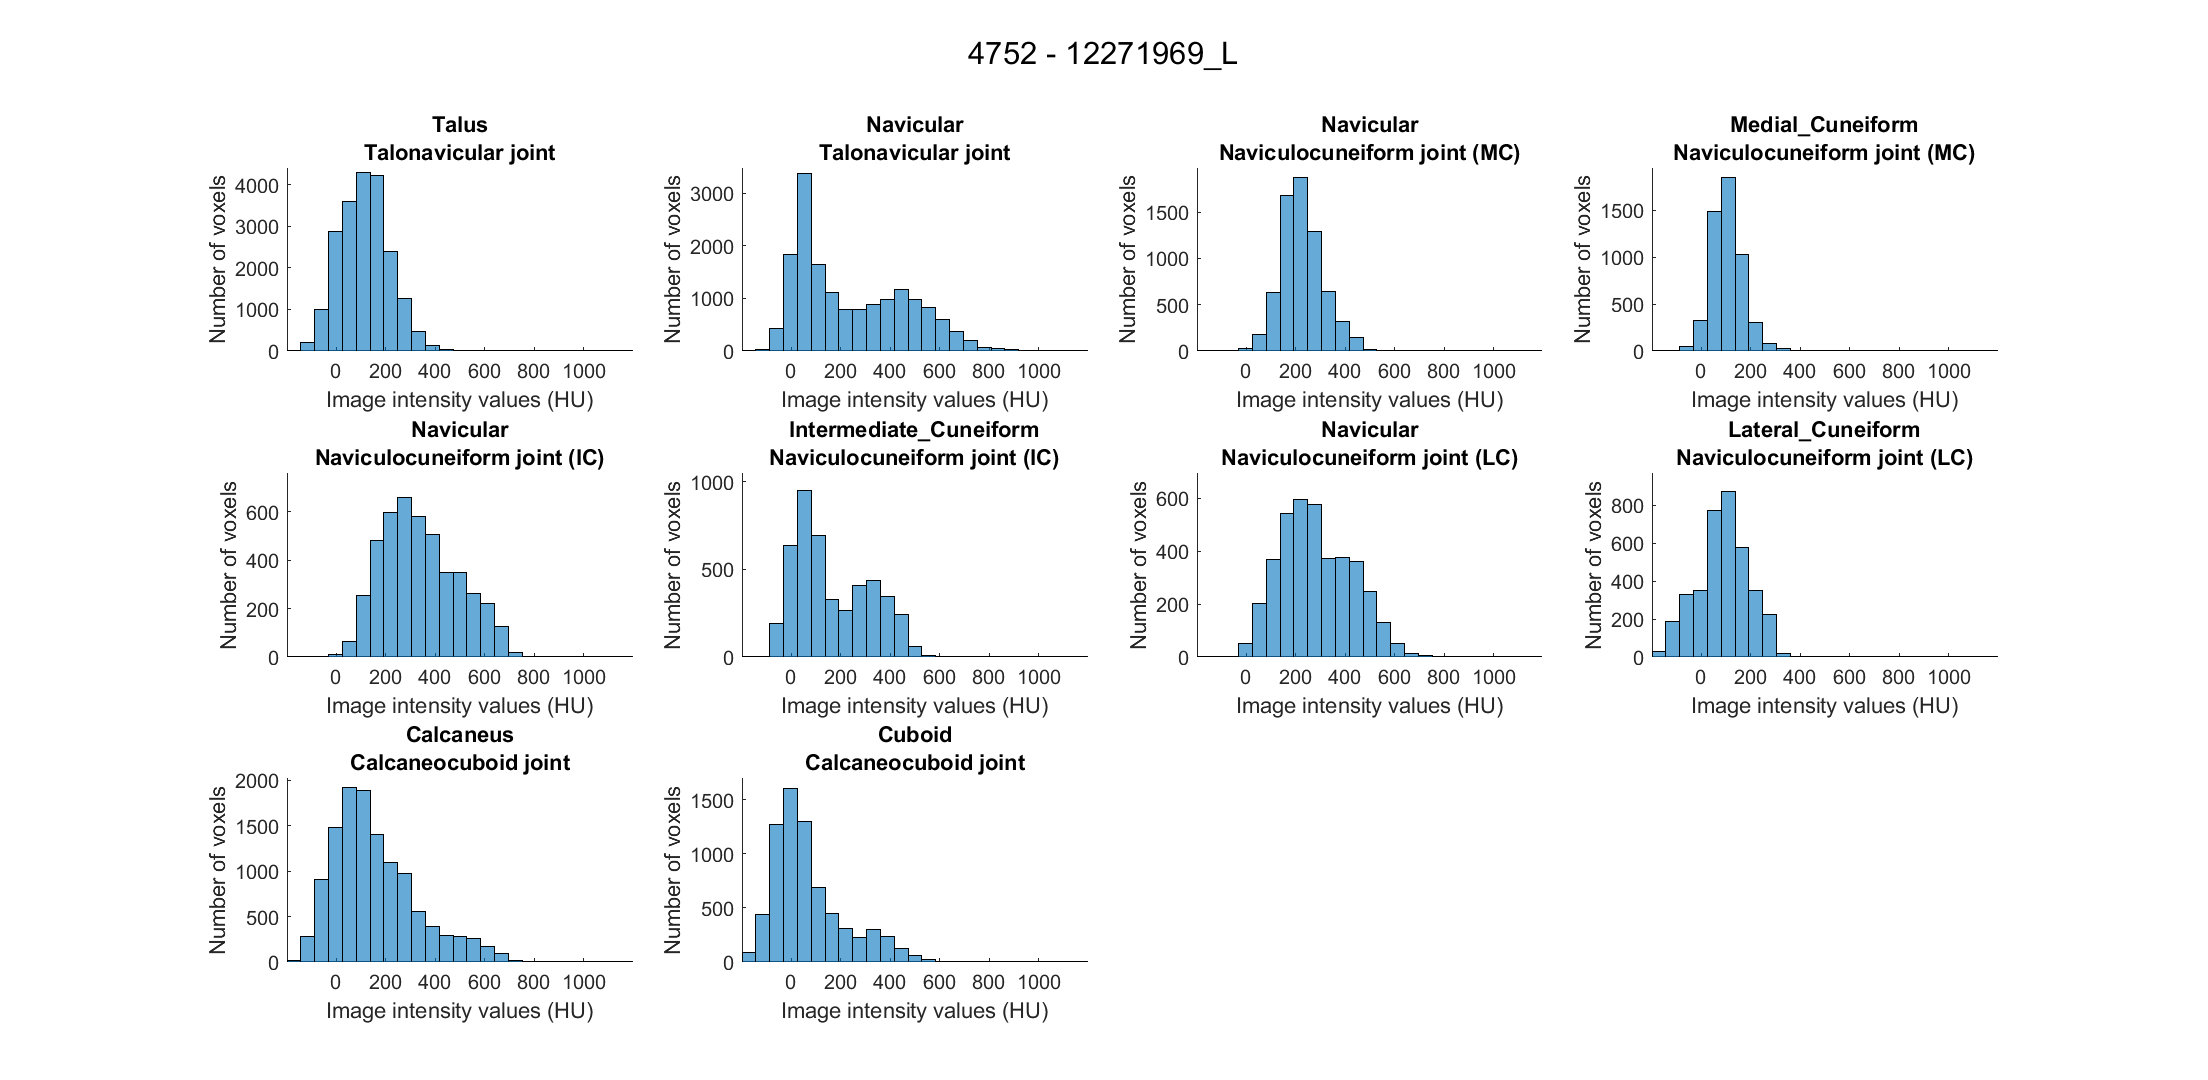 4752 - 12271969_L
Talus
Talonavicular joint
Number of voxels
4000
3000
2000
1000
0
0 200 400 600 800 1000
Image intensity values (HU)
Navicular
Talonavicular joint
Number of voxels
3000
2000
1000
0
0 200 400 600 800 1000
Image intensity values (HU)
Navicular
Naviculocuneiform joint (MC)
Number of voxels
1500
1000
500
0
0 200 400 600 800 1000
Image intensity values (HU)
Medial_Cuneiform
Naviculocuneiform joint (MC)
Number of voxels
1500
1000
500
0
0 200 400 600 800 1000
Image intensity values (HU)
Navicular
Naviculocuneiform joint (IC)
Number of voxels
600
400
200
0
0 200 400 600 800 1000
Image intensity values (HU)
Intermediate_Cuneiform
Naviculocuneiform joint (IC)
Number of voxels
1000
500
0
0 200 400 600 800 1000
Image intensity values (HU)
Navicular
Naviculocuneiform joint (LC)
Number of voxels
600
400
200
0
0 200 400 600 800 1000
Image intensity values (HU)
Lateral_Cuneiform
Naviculocuneiform joint (LC)
Number of voxels
800
600
400
200
0
0 200 400 600 800 1000
Image intensity values (HU)
Calcaneus
Calcaneocuboid joint
Number of voxels
2000
1500
1000
500
0
0 200 400 600 800 1000
Image intensity values (HU)
Cuboid
Calcaneocuboid joint
Number of voxels
1500
1000
500
0
0 200 400 600 800 1000
Image intensity values (HU)